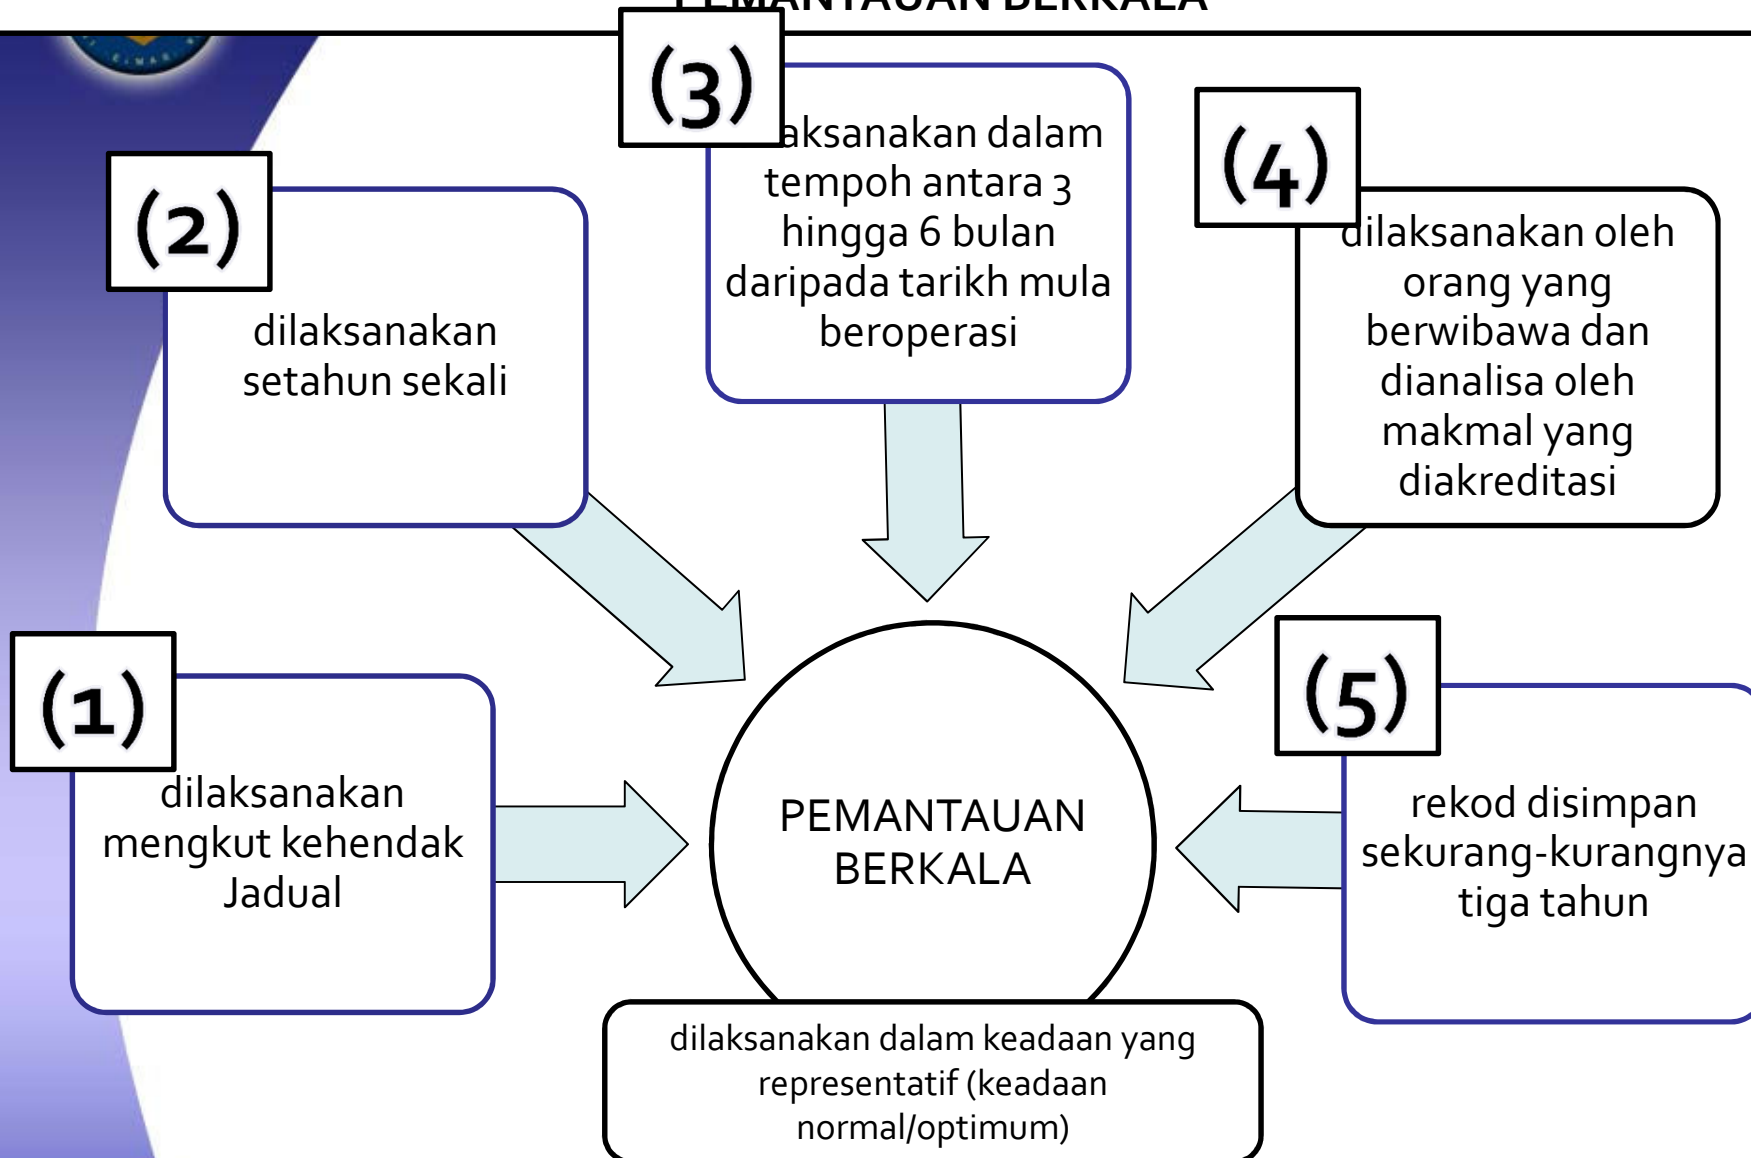 PEMANTAUAN BERKALA
(3)
aksanakan dalam
tempoh antara 3
hingga 6 bulan
daripada tarikh mula
beroperasi
(4)
dilaksanakan oleh
orang yang
berwibawa dan
dianalisa oleh
makmal yang
diakreditasi
(2)
dilaksanakan
setahun sekali
(1)
dilaksanakan
mengkut kehendak
Jadual
PEMANTAUAN
BERKALA
(5)
rekod disimpan
sekurang-kurangnya
tiga tahun
dilaksanakan dalam keadaan yang
representatif (keadaan
normal/optimum)